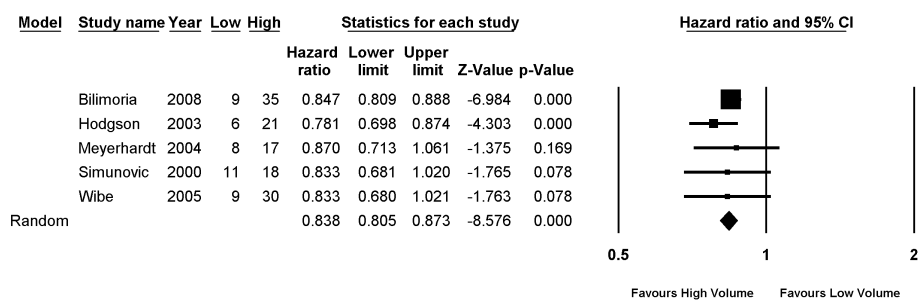 Model Study name Year Low High Statistics for each study Hazard ratio and 95% CI
Hazard Lower Upper
ratio limit limit Z-Value p-Value
Bilimoria 2008 9 35 0.847 0.809 0.888 -6.984 0.000
Hodgson 2003 6 21 0.781 0.698 0.874 -4.303 0.000
Meyerhardt 2004 8 17 0.870 0.713 1.061 -1.375 0.169
Simunovic 2000 11 18 0.833 0.681 1.020 -1.765 0.078
Wibe 2005 9 30 0.833 0.680 1.021 -1.763 0.078
Random 0.838 0.805 0.873 -8.576 0.000
0.5 1 2
Favours High Volume Favours Low Volume